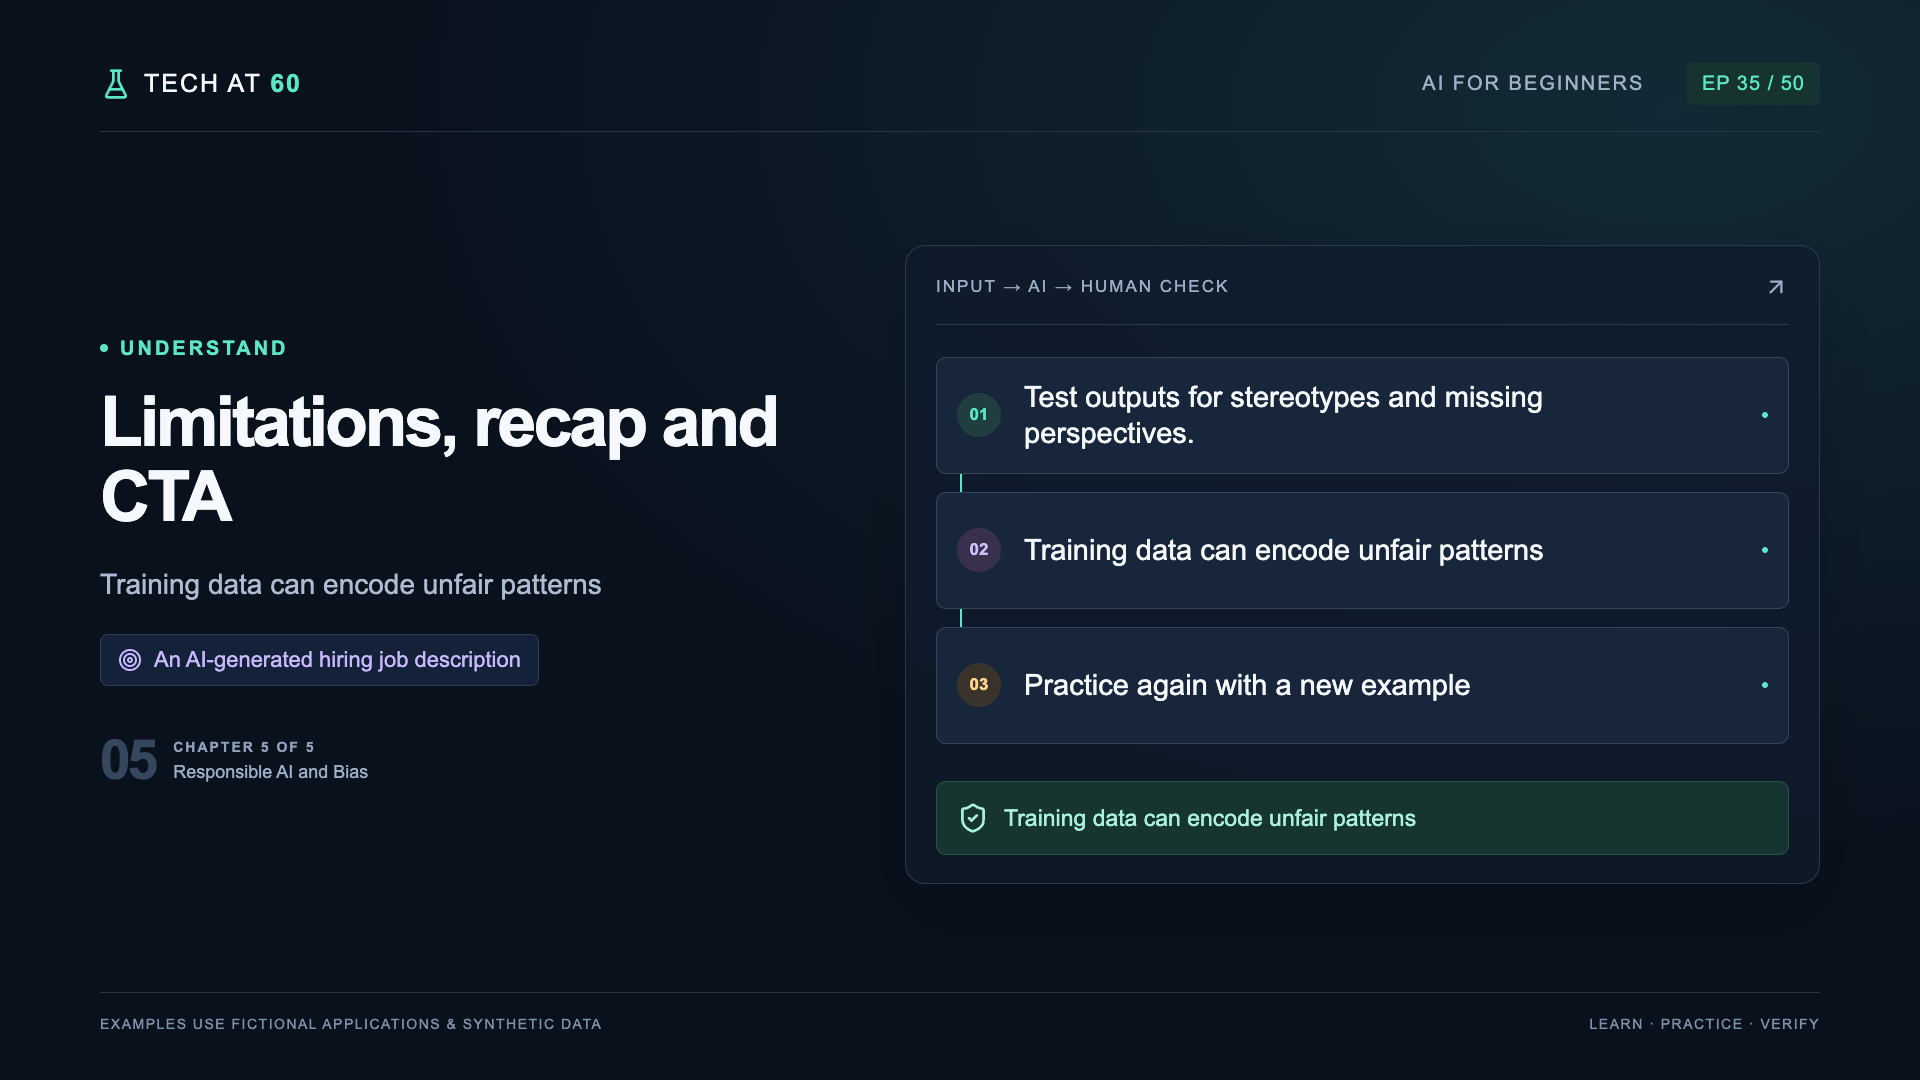 TECH AT 60
AI FOR BEGINNERS
EP 35 / 50
UNDERSTAND
Limitations, recap and
CTA
Training data can encode unfair patterns
An AI-generated hiring job description
05
CHAPTER 5 OF 5
Responsible AI and Bias
INPUT → AI → HUMAN CHECK
01
Test outputs for stereotypes and missing
perspectives.
02
Training data can encode unfair patterns
03
Practice again with a new example
Training data can encode unfair patterns
EXAMPLES USE FICTIONAL APPLICATIONS & SYNTHETIC DATA
LEARN · PRACTICE · VERIFY